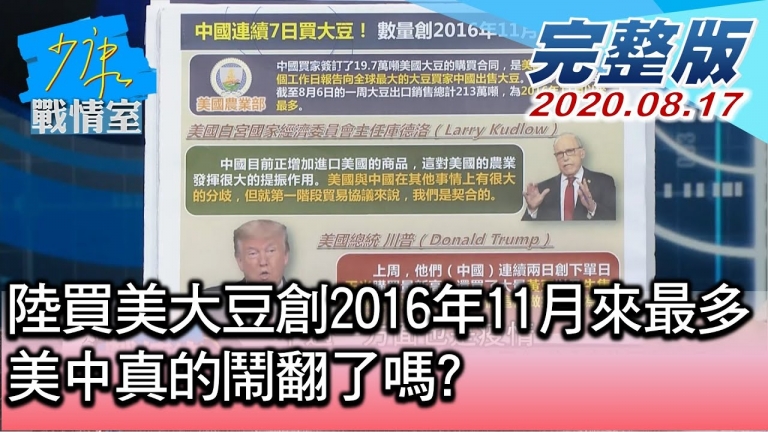 少康
戰情室
完整版
2020.08.17
中國連續7日買大豆！ 數量創2016年11月
中國買家簽訂了19.7萬噸美國大豆的購買合同，是美
個工作日報告向全球最大的大豆買家中國出售大豆。
截至8月6日的一周大豆出口銷售總計213萬噸，為
最多。
美國農業部
美國白宮國家經濟委員會主任庫德洛（Larry Kudlow）
中國目前正增加進口美國的商品，這對美國的農業
發揮很大的提振作用。美國與中國在其他事情上有很大
的分歧，但就第一階段貿易協議來說，我們是契合的。
美國總統 川普（Donald Trump）
上周，他們（中國）連續兩日創下單日
陸買美大豆創2016年11月來最多
美中真的鬧翻了嗎?